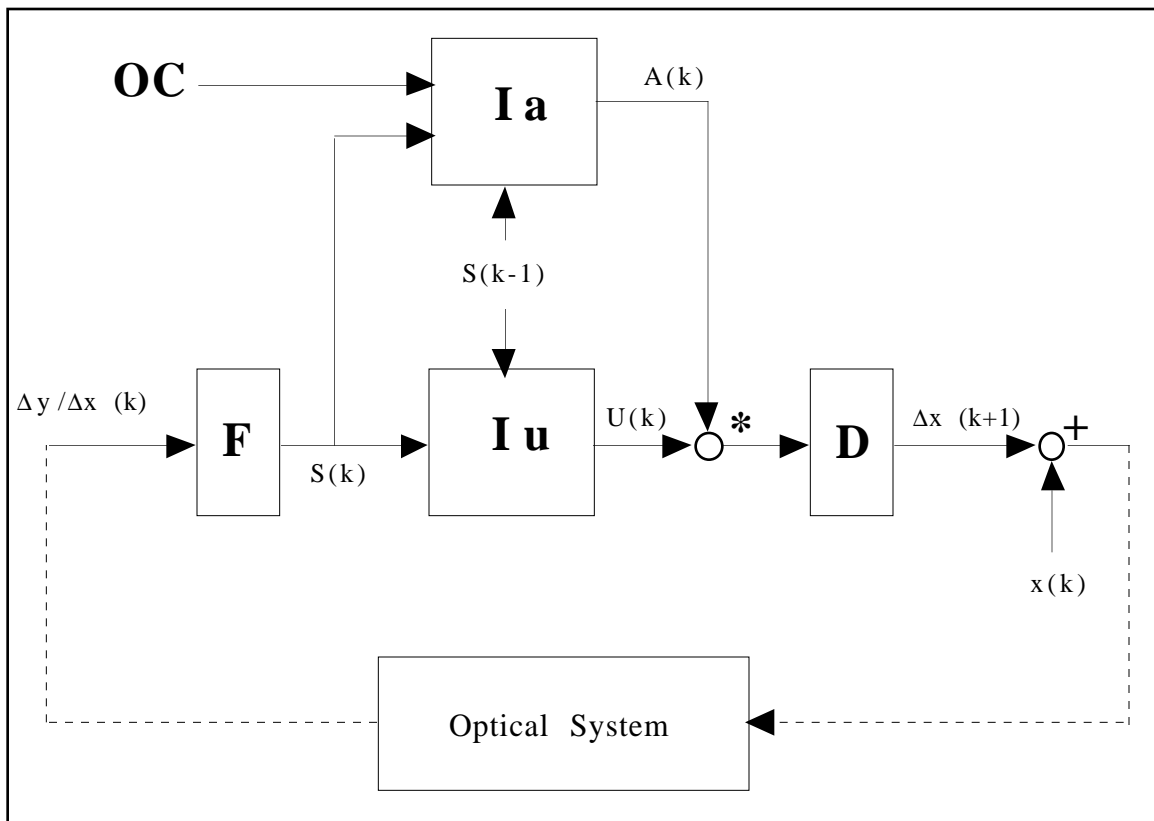 OC
Ia
A(k)
S(k-1)
Δy/Δx (k)
F
S(k)
Iu
U(k)
*
D
Δx (k+1)
+
x(k)
Optical System